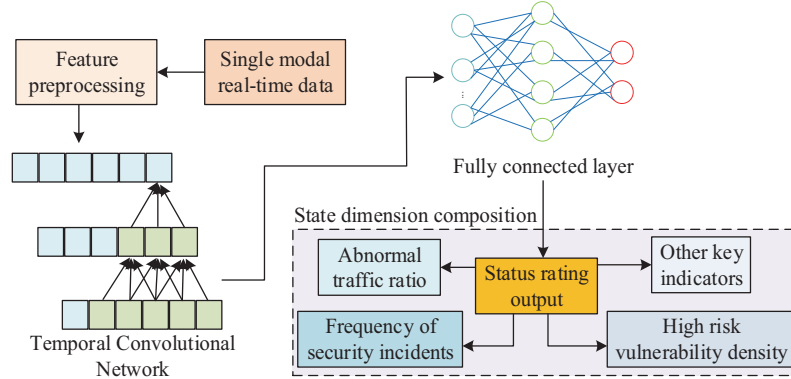 Feature
preprocessing
Single modal
real-time data
Fully connected layer
State dimension composition
Abnormal
traffic ratio
Status rating
output
Other key
indicators
Frequency of
security incidents
High risk
vulnerability density
Temporal Convolutional
Network